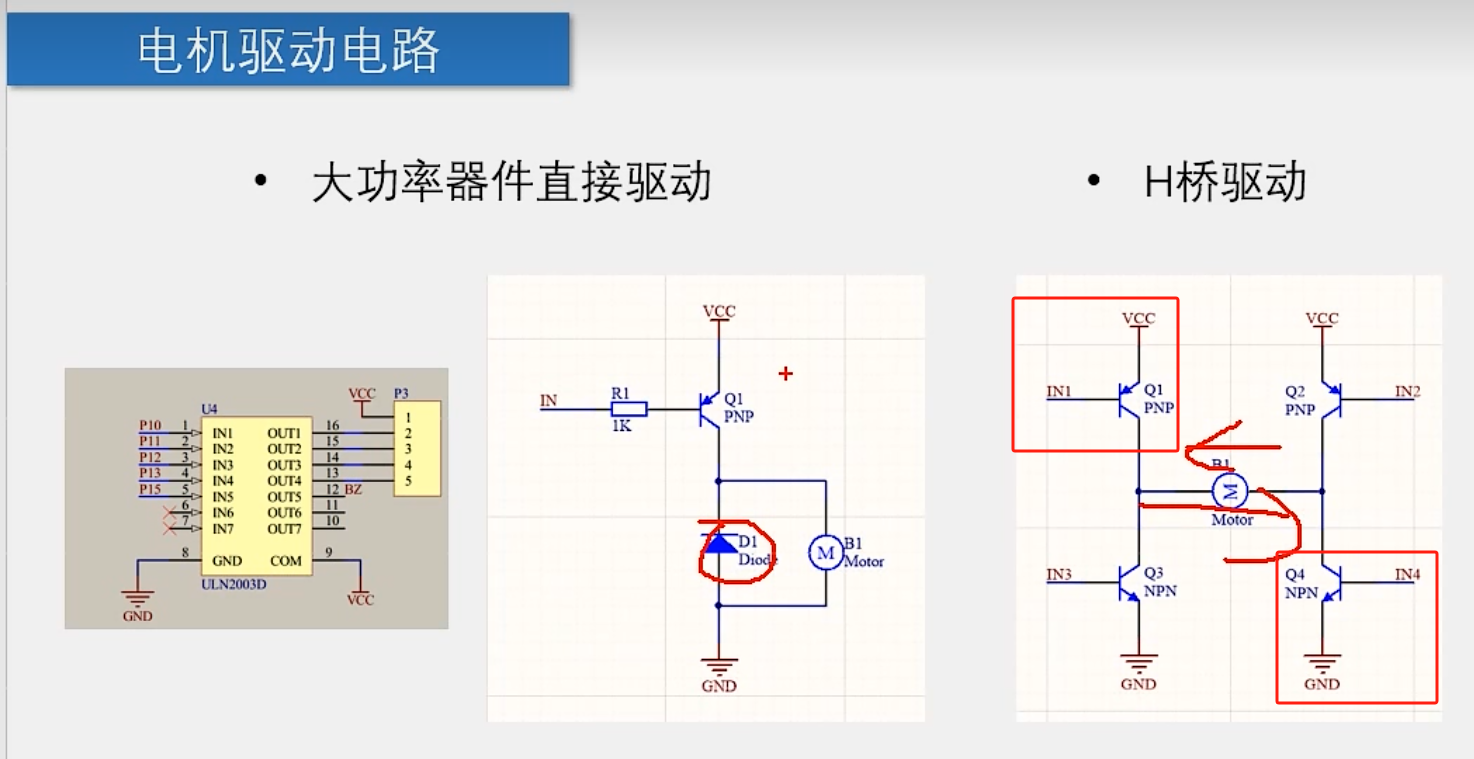 电机驱动电路
• 大功率器件直接驱动
• H桥驱动
U4
VCC
P3
P10 1 IN1 OUT1 16 1
P11 2 IN2 OUT2 15 2
P12 3 IN3 OUT3 14 3
P13 4 IN4 OUT4 13 4
P15 5 IN5 OUT5 12 BZ 5
6 IN6 OUT6 11
7 IN7 OUT7 10
8 GND COM 9
ULN2003D
GND
VCC
VCC
IN
R1
1K
Q1
PNP
D1
Diode
M
B1
Motor
GND
VCC
VCC
IN1
Q1
PNP
Q2
PNP
IN2
B1
M
Motor
IN3
Q3
NPN
Q4
NPN
IN4
GND
GND